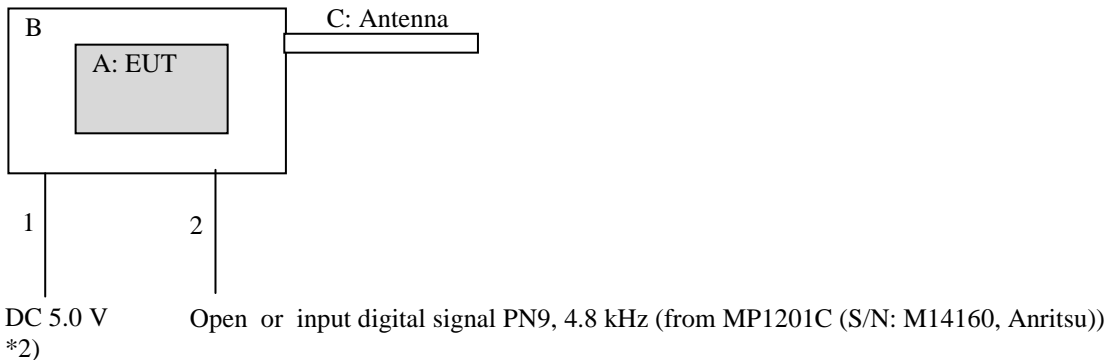 B
C: Antenna
A: EUT
1
2
DC 5.0 V
Open or input digital signal PN9, 4.8 kHz (from MP1201C (S/N: M14160, Anritsu))
*2)